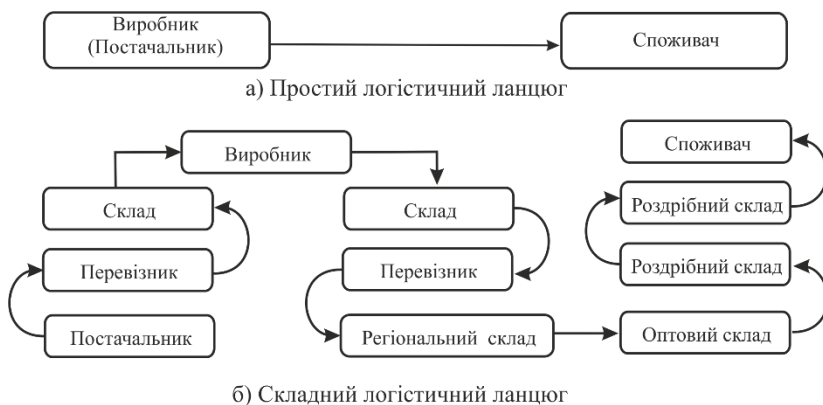 Виробник
(Постачальник)
Споживач
а) Простий логістичний ланцюг
Виробник
Склад
Перевізник
Постачальник
Склад
Перевізник
Регіональний склад
Споживач
Роздрібний склад
Роздрібний склад
Оптовий склад
б) Складний логістичний ланцюг